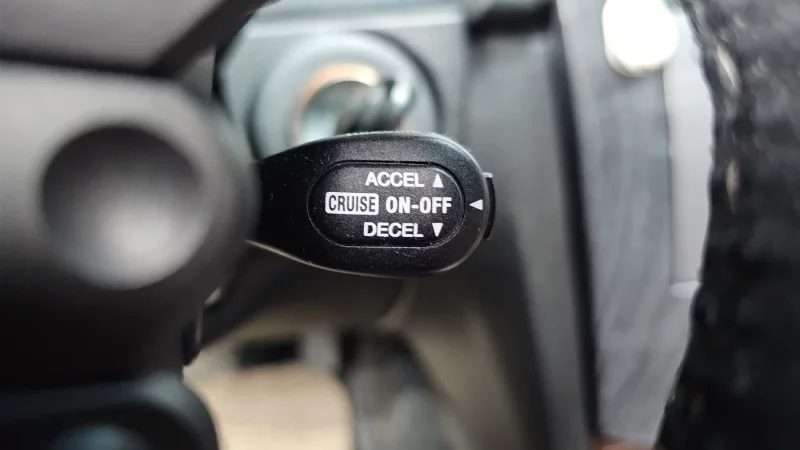 ACCEL ▲
CRUISE ON-OFF ◄
DECEL ▼